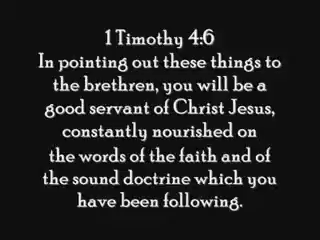 1 Timothy 4:6
In pointing out these things to
the brethren, you will be a
good servant of Christ Jesus,
constantly nourished on
the words of the faith and of
the sound doctrine which you
have been following.